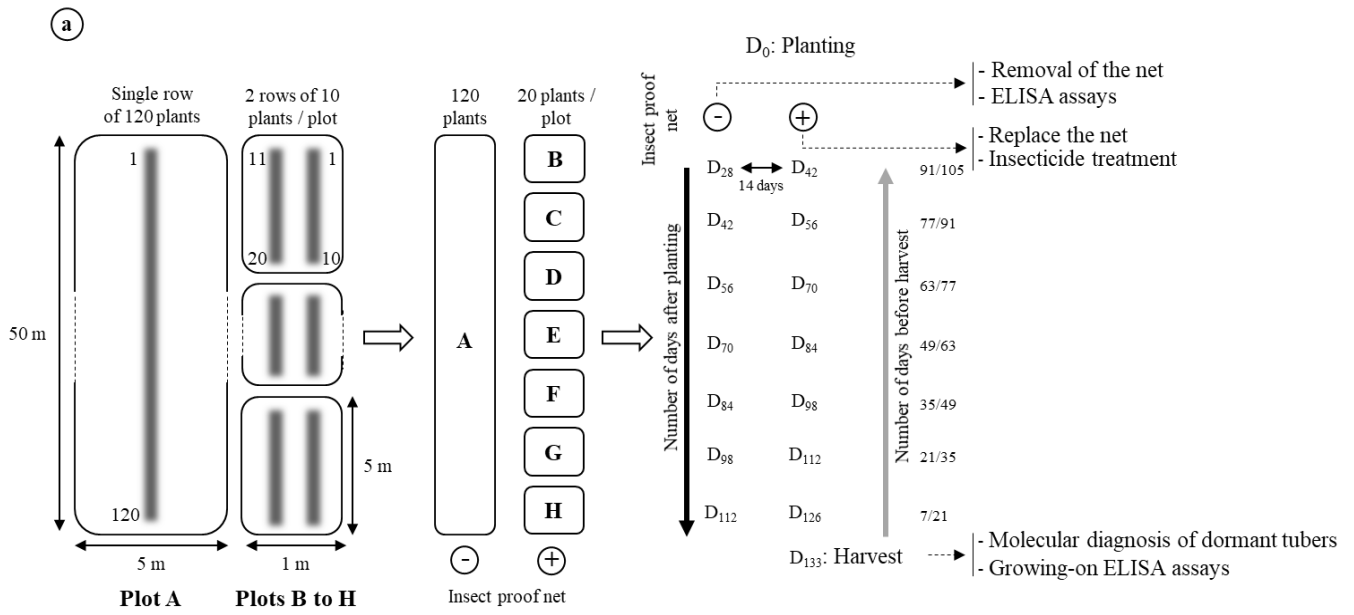 a
D0: Planting
Single row
of 120 plants
2 rows of 10
plants / plot
120
plants
20 plants /
plot
Insect proof
net
-
+
- Removal of the net
- ELISA assays
- Replace the net
- Insecticide treatment
1
120
50 m
5 m
Plot A
11
1
20
10
5 m
1 m
Plots B to H
A
B
C
D
E
F
G
H
-
+
Insect proof net
Number of days after planting
D28
14 days
D42
91/105
D42
D56
77/91
D56
D70
63/77
D70
D84
49/63
D84
D98
35/49
D98
D112
21/35
D112
D126
7/21
Number of days before harvest
D133: Harvest
- Molecular diagnosis of dormant tubers
- Growing-on ELISA assays